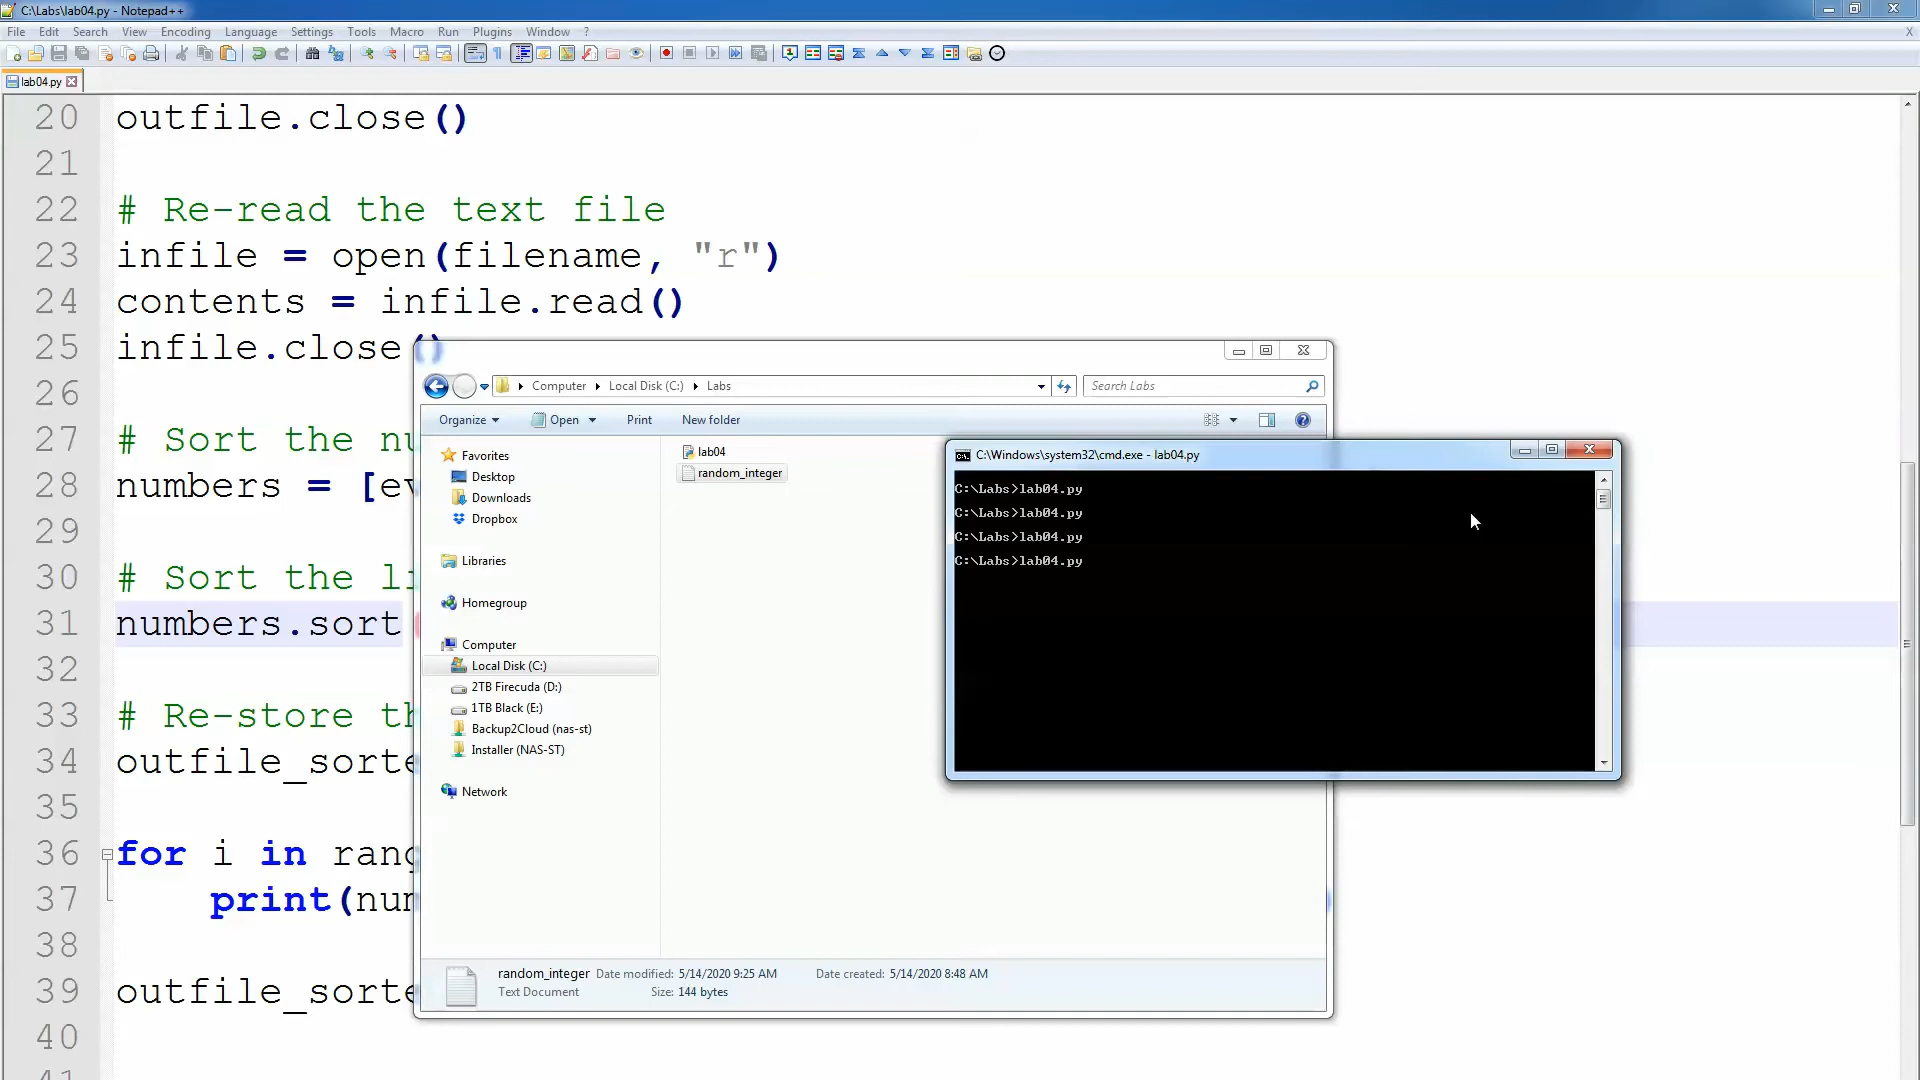 C:\Labs\lab04.py - Notepad++
File Edit Search View Encoding Language Settings Tools Macro Run Plugins Window ? X
lab04.py
20 outfile.close()
21
22 # Re-read the text file
23 infile = open(filename, "r")
24 contents = infile.read()
25 infile.close()
26
27 # Sort the nu
28 numbers = [ev
29
30 # Sort the li
31 numbers.sort
32
33 # Re-store th
34 outfile_sorte
35
36 for i in rang
37 print(num
38
39 outfile_sorte
40
41
Computer Local Disk (C:) Labs
Search Labs
Organize Open Print New folder
Favorites
Desktop
Downloads
Dropbox
Libraries
Homegroup
Computer
Local Disk (C:)
2TB Firecuda (D:)
1TB Black (E:)
Backup2Cloud (nas-st)
Installer (NAS-ST)
Network
lab04
random_integer
random_integer Date modified: 5/14/2020 9:25 AM Date created: 5/14/2020 8:48 AM
Text Document Size: 144 bytes
C:\Windows\system32\cmd.exe - lab04.py
C:\Labs>lab04.py
C:\Labs>lab04.py
C:\Labs>lab04.py
C:\Labs>lab04.py